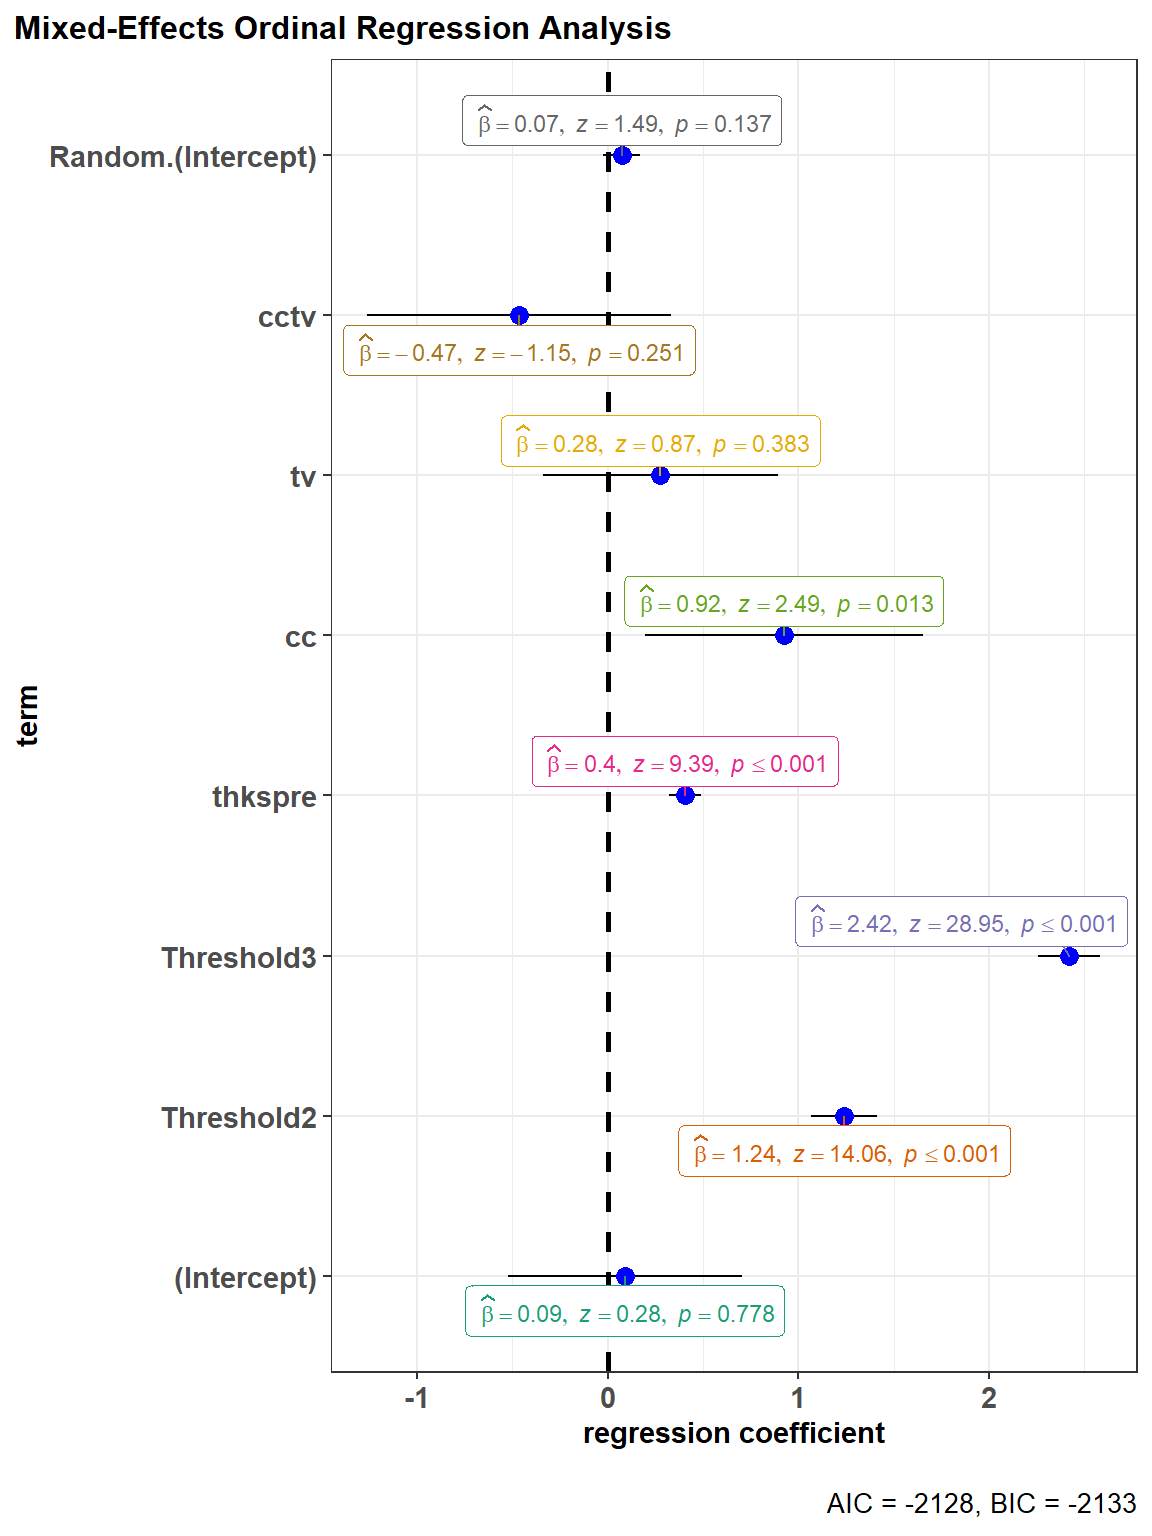 Mixed-Effects Ordinal Regression Analysis
Random.(Intercept)
β̂ = 0.07, z = 1.49, p = 0.137
cctv
β̂ = −0.47, z = −1.15, p = 0.251
tv
β̂ = 0.28, z = 0.87, p = 0.383
cc
β̂ = 0.92, z = 2.49, p = 0.013
term
thkspre
β̂ = 0.4, z = 9.39, p ≤ 0.001
Threshold3
β̂ = 2.42, z = 28.95, p ≤ 0.001
Threshold2
β̂ = 1.24, z = 14.06, p ≤ 0.001
(Intercept)
β̂ = 0.09, z = 0.28, p = 0.778
-1 0 1 2
regression coefficient
AIC = -2128, BIC = -2133